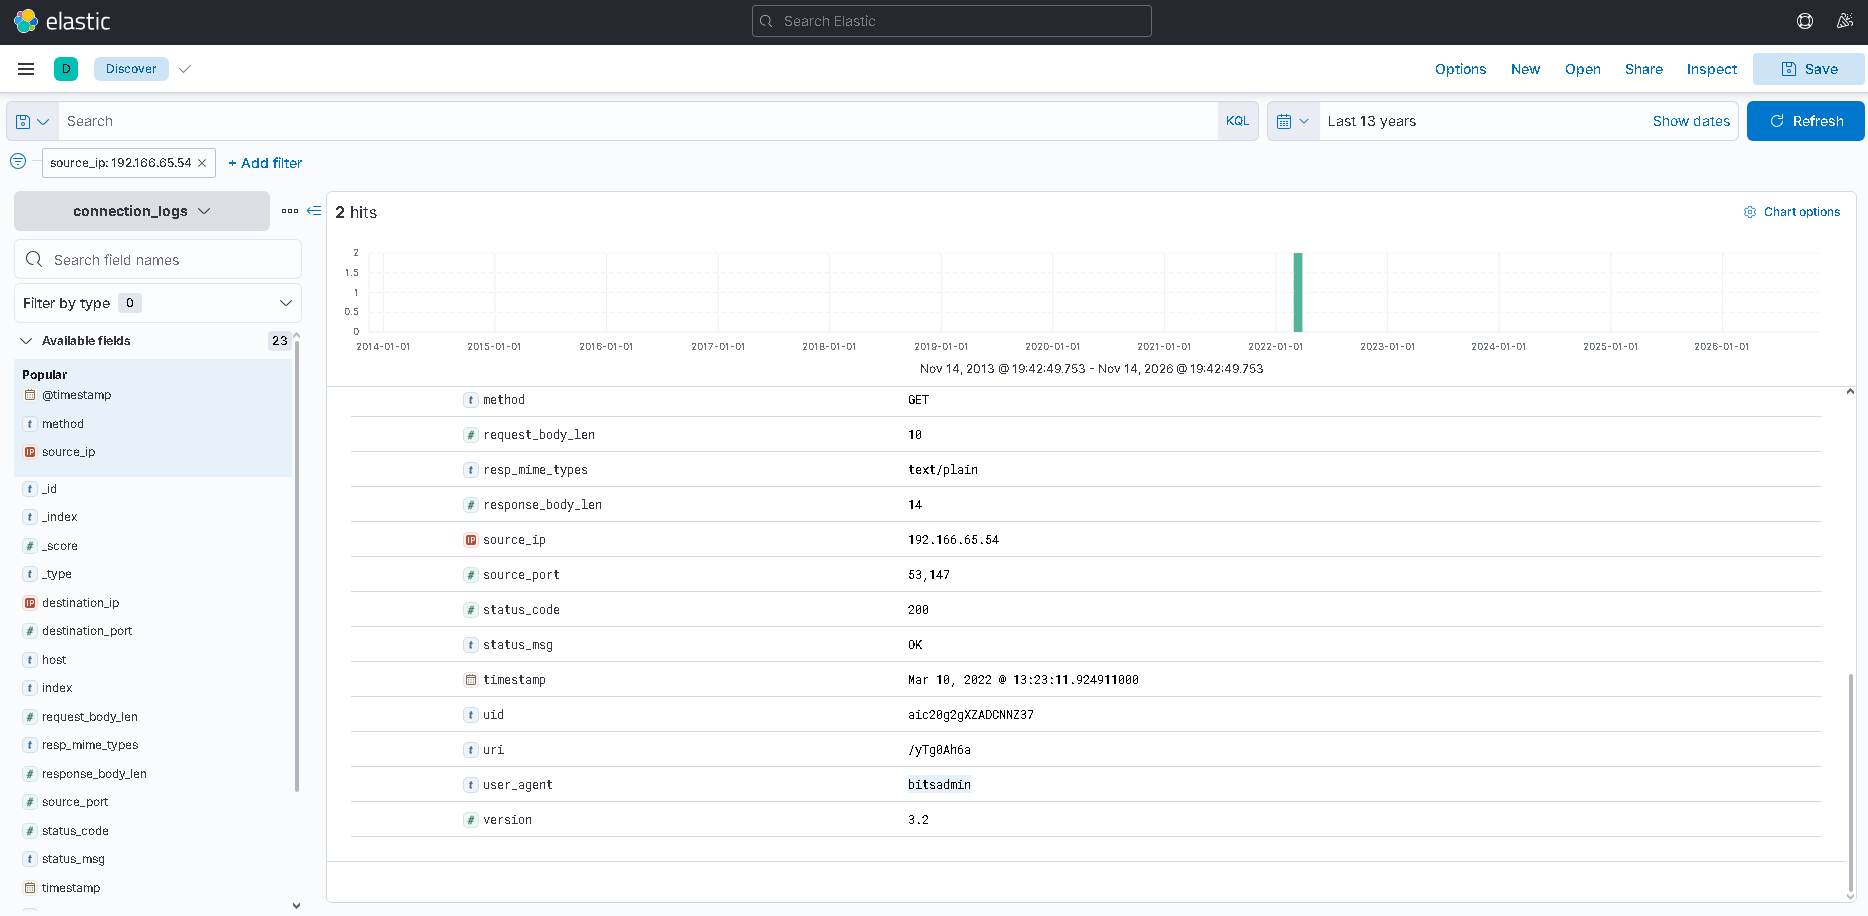 elastic
Search Elastic
D
Discover
Options New Open Share Inspect Save
Search
KQL
Last 13 years
Show dates
Refresh
source_ip: 192.166.65.54
+ Add filter
connection_logs
Search field names
Filter by type 0
Available fields 23
Popular
@timestamp
t method
IP source_ip
t _id
t _index
# _score
t _type
IP destination_ip
# destination_port
t host
t index
# request_body_len
t resp_mime_types
# response_body_len
# source_port
# status_code
t status_msg
timestamp
2 hits
Chart options
2
1.5
1
0.5
0
2014-01-01 2015-01-01 2016-01-01 2017-01-01 2018-01-01 2019-01-01 2020-01-01 2021-01-01 2022-01-01 2023-01-01 2024-01-01 2025-01-01 2026-01-01
Nov 14, 2013 @ 19:42:49.753 - Nov 14, 2026 @ 19:42:49.753
t method GET
# request_body_len 10
t resp_mime_types text/plain
# response_body_len 14
IP source_ip 192.166.65.54
# source_port 53,147
# status_code 200
t status_msg OK
timestamp Mar 10, 2022 @ 13:23:11.924911000
t uid aic20g2gXZADCNNZ37
t uri /yTg0Ah6a
t user_agent bitsadmin
# version 3.2